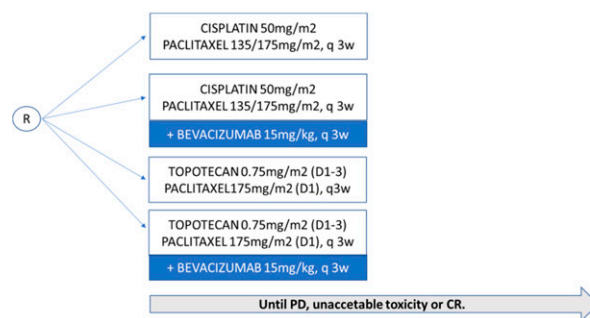 CISPLATIN 50mg/m2
PACLITAXEL 135/175mg/m2, q 3w
CISPLATIN 50mg/m2
PACLITAXEL 135/175mg/m2, q 3w
+ BEVACIZUMAB 15mg/kg, q 3w
R
TOPOTECAN 0.75mg/m2 (D1-3)
PACLITAXEL175mg/m2 (D1), q3w
TOPOTECAN 0.75mg/m2 (D1-3)
PACLITAXEL 175mg/m2 (D1), q 3w
+ BEVACIZUMAB 15mg/kg, q 3w
Until PD, unaccetable toxicity or CR.